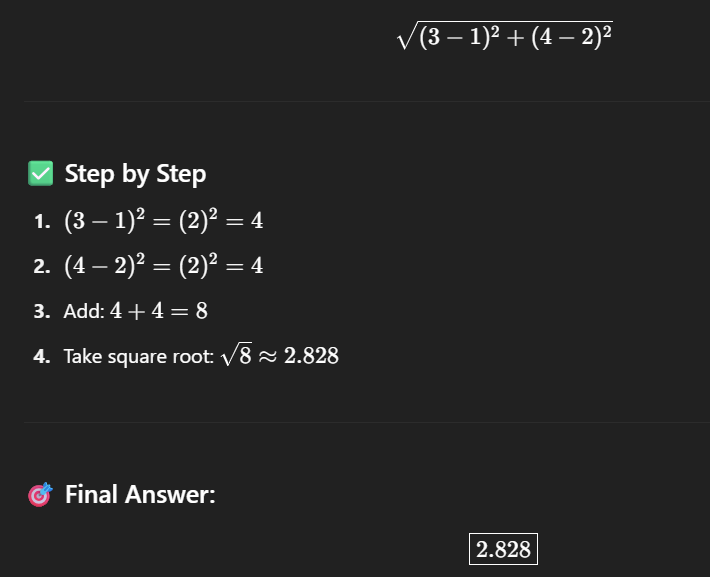 √(3 − 1)² + (4 − 2)²
✅ Step by Step
1. (3 − 1)² = (2)² = 4
2. (4 − 2)² = (2)² = 4
3. Add: 4 + 4 = 8
4. Take square root: √8 ≈ 2.828
🎯 Final Answer:
2.828